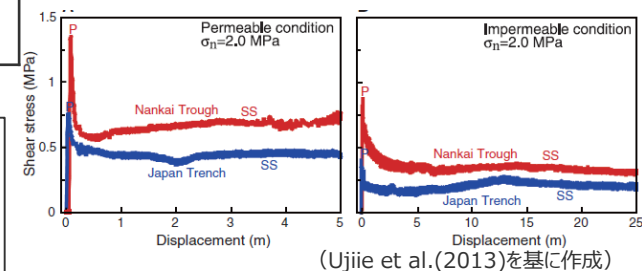 Permeable condition
σn=2.0 MPa
P
P
Nankai Trough
SS
Japan Trench
SS
Shear stress (MPa)
1.5
1
0.5
0
0
1
2
3
4
5
Displacement (m)
Impermeable condition
σn=2.0 MPa
P
Nankai Trough
SS
Japan Trench
SS
0
5
10
15
20
25
Displacement (m)
(Ujiie et al.(2013)を基に作成)